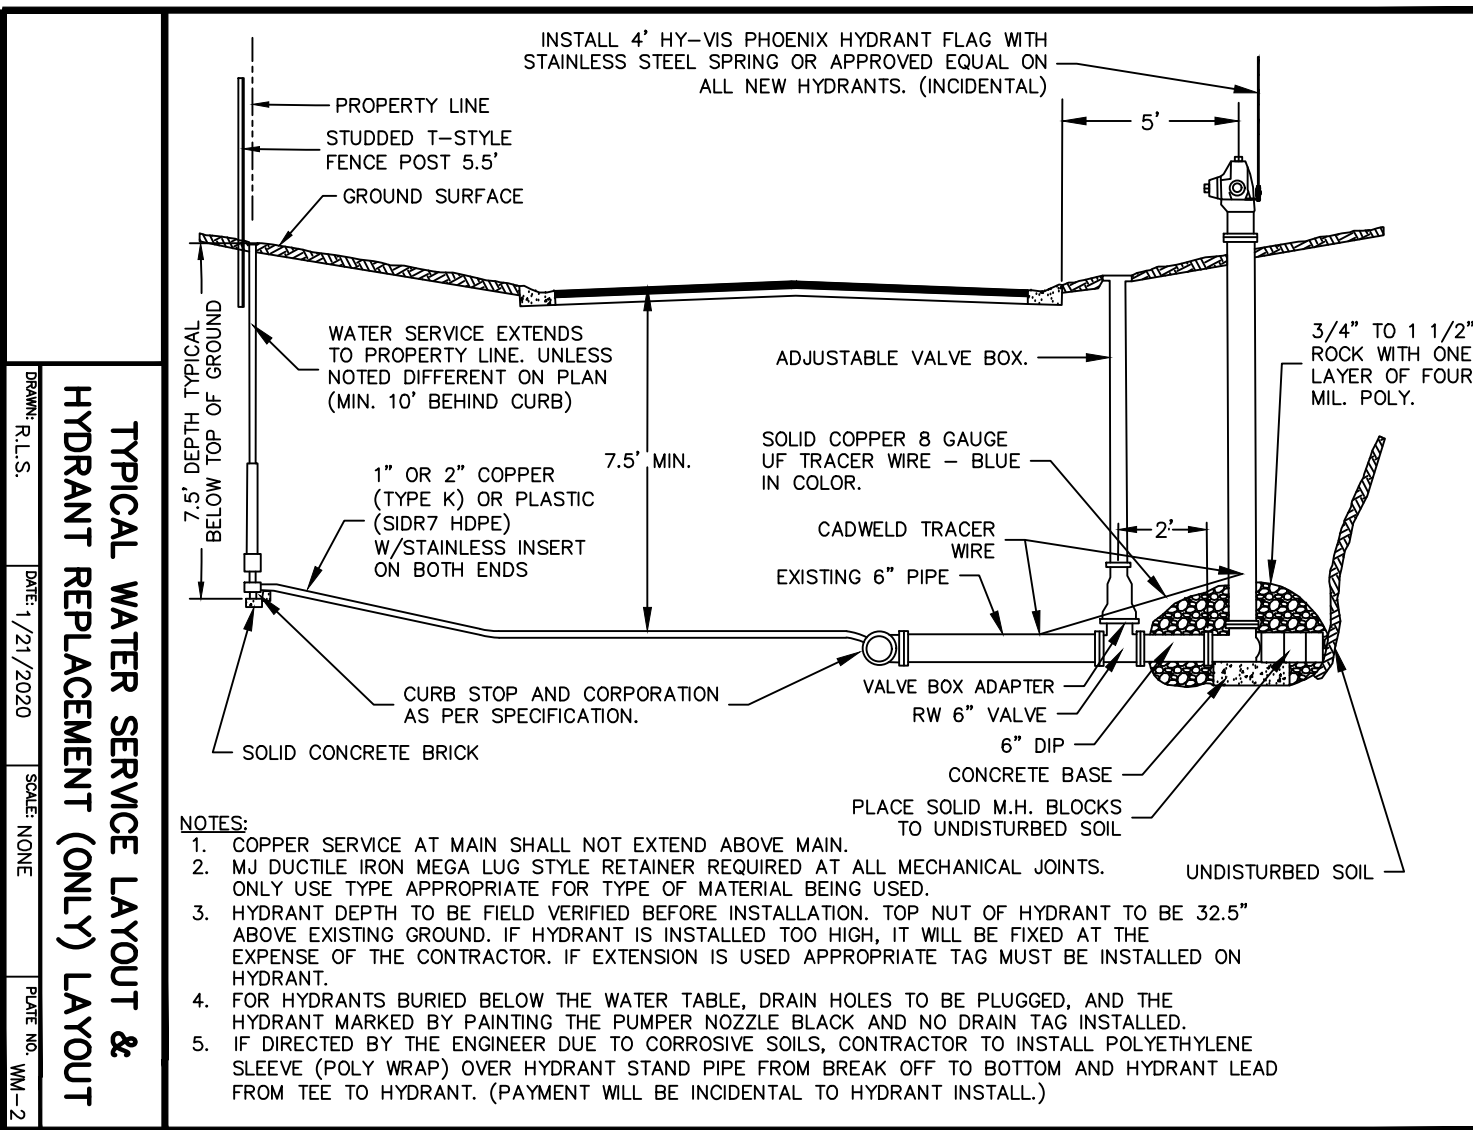 INSTALL 4' HY-VIS PHOENIX HYDRANT FLAG WITH
STAINLESS STEEL SPRING OR APPROVED EQUAL ON
ALL NEW HYDRANTS. (INCIDENTAL)
PROPERTY LINE
STUDDED T-STYLE
FENCE POST 5.5'
GROUND SURFACE
5'
7.5' DEPTH TYPICAL
BELOW TOP OF GROUND
WATER SERVICE EXTENDS
TO PROPERTY LINE. UNLESS
NOTED DIFFERENT ON PLAN
(MIN. 10' BEHIND CURB)
ADJUSTABLE VALVE BOX.
3/4" TO 1 1/2"
ROCK WITH ONE
LAYER OF FOUR
MIL. POLY.
1" OR 2" COPPER
(TYPE K) OR PLASTIC
(SIDR7 HDPE)
W/STAINLESS INSERT
ON BOTH ENDS
7.5' MIN.
SOLID COPPER 8 GAUGE
UF TRACER WIRE - BLUE
IN COLOR.
CADWELD TRACER
WIRE
2'
EXISTING 6" PIPE
CURB STOP AND CORPORATION
AS PER SPECIFICATION.
SOLID CONCRETE BRICK
VALVE BOX ADAPTER
RW 6" VALVE
6" DIP
CONCRETE BASE
PLACE SOLID M.H. BLOCKS
TO UNDISTURBED SOIL
UNDISTURBED SOIL
NOTES:
1. COPPER SERVICE AT MAIN SHALL NOT EXTEND ABOVE MAIN.
2. MJ DUCTILE IRON MEGA LUG STYLE RETAINER REQUIRED AT ALL MECHANICAL JOINTS.
ONLY USE TYPE APPROPRIATE FOR TYPE OF MATERIAL BEING USED.
3. HYDRANT DEPTH TO BE FIELD VERIFIED BEFORE INSTALLATION. TOP NUT OF HYDRANT TO BE 32.5"
ABOVE EXISTING GROUND. IF HYDRANT IS INSTALLED TOO HIGH, IT WILL BE FIXED AT THE
EXPENSE OF THE CONTRACTOR. IF EXTENSION IS USED APPROPRIATE TAG MUST BE INSTALLED ON
HYDRANT.
4. FOR HYDRANTS BURIED BELOW THE WATER TABLE, DRAIN HOLES TO BE PLUGGED, AND THE
HYDRANT MARKED BY PAINTING THE PUMPER NOZZLE BLACK AND NO DRAIN TAG INSTALLED.
5. IF DIRECTED BY THE ENGINEER DUE TO CORROSIVE SOILS, CONTRACTOR TO INSTALL POLYETHYLENE
SLEEVE (POLY WRAP) OVER HYDRANT STAND PIPE FROM BREAK OFF TO BOTTOM AND HYDRANT LEAD
FROM TEE TO HYDRANT. (PAYMENT WILL BE INCIDENTAL TO HYDRANT INSTALL.)
TYPICAL WATER SERVICE LAYOUT &
HYDRANT REPLACEMENT (ONLY) LAYOUT
DRAWN: R.L.S.
DATE: 1/21/2020
SCALE: NONE
PLATE NO. WM-2